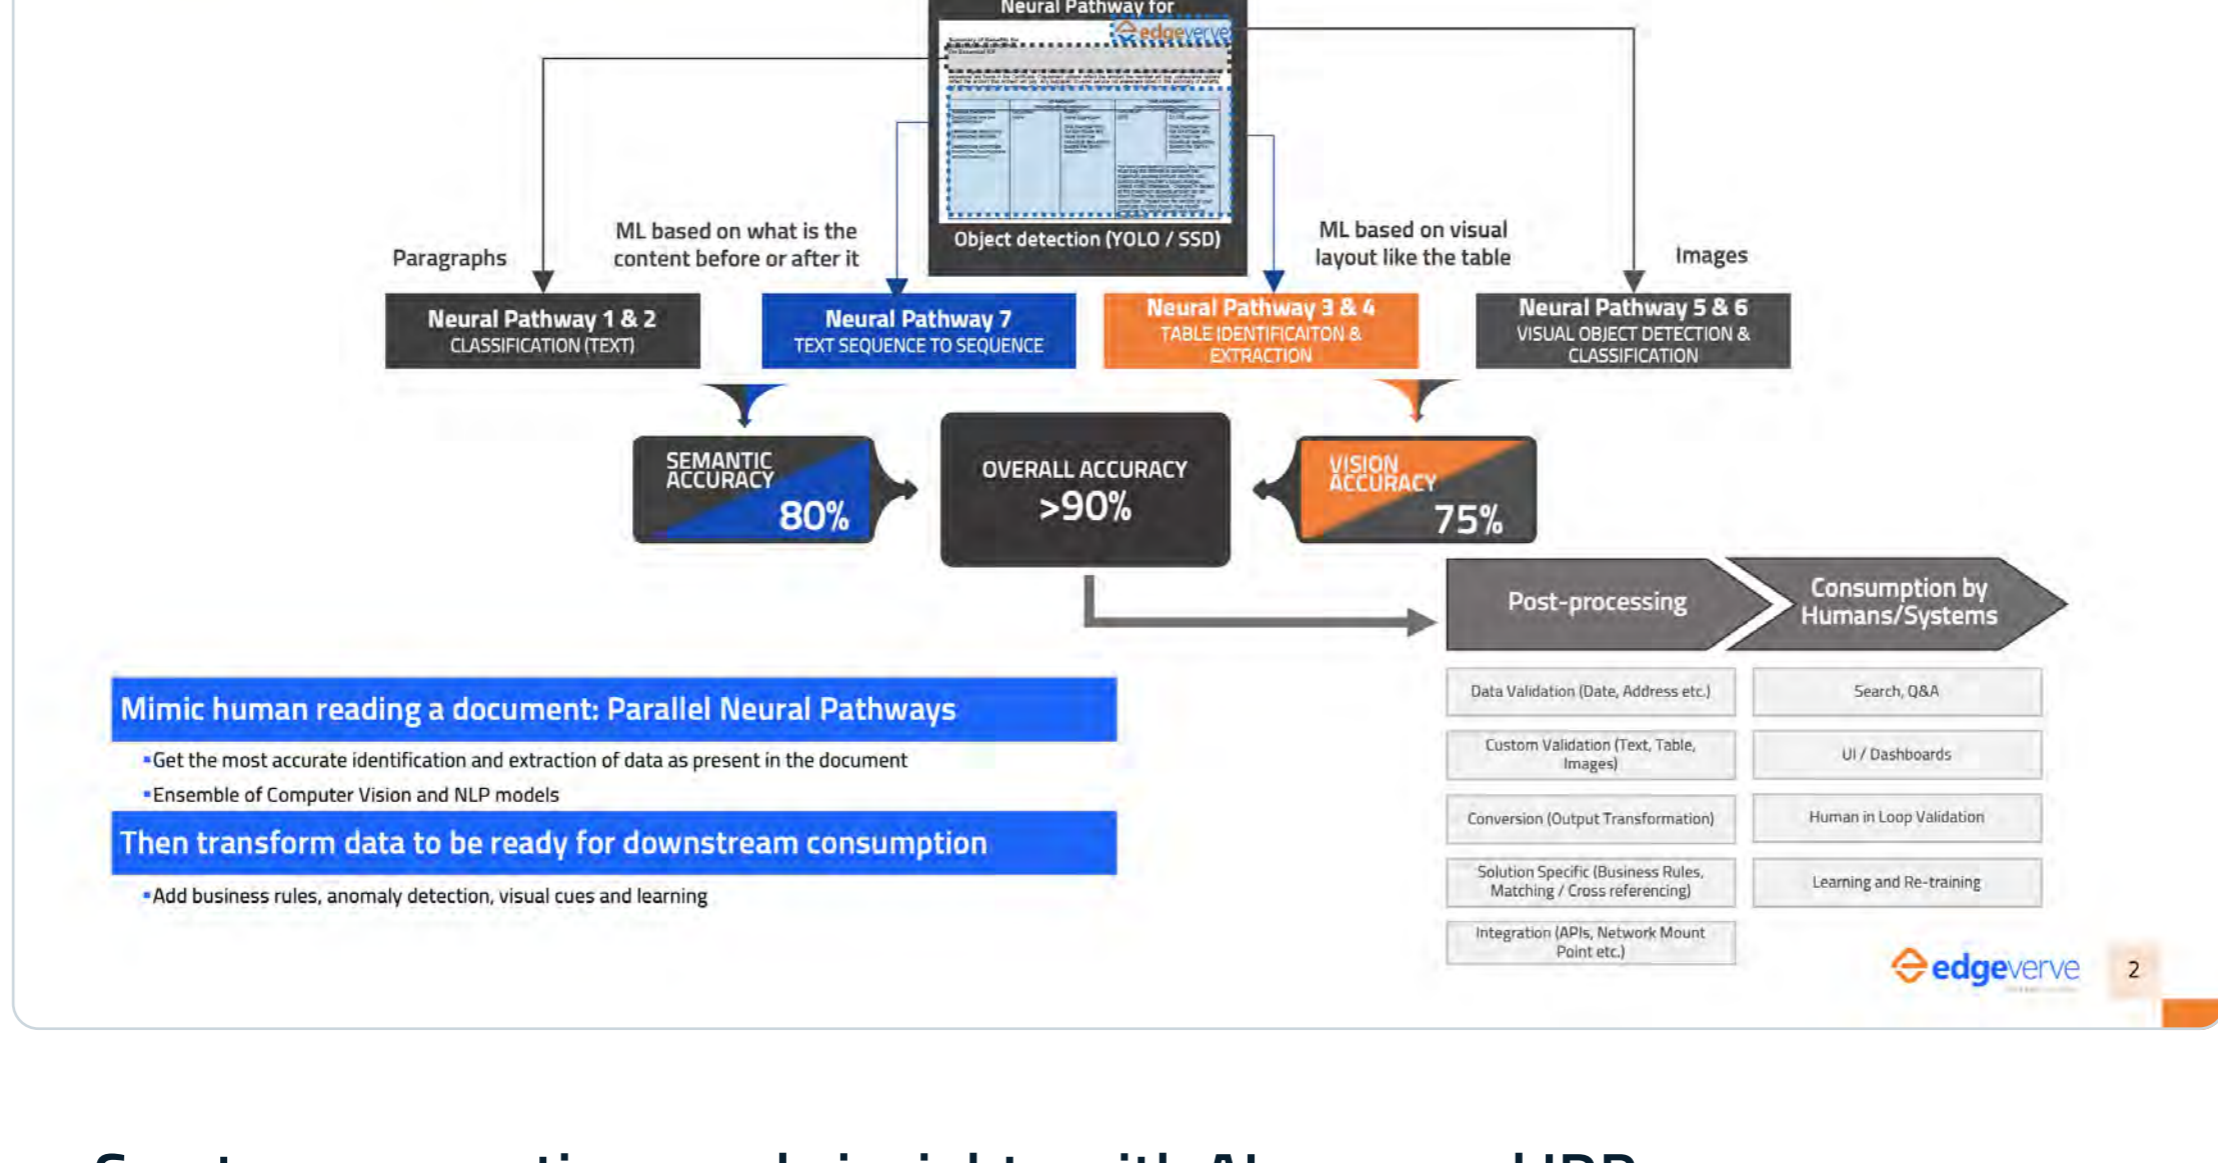 Neural Pathway for
edgeverve
Object detection (YOLO / SSD)
Paragraphs
ML based on what is the
content before or after it
ML based on visual
layout like the table
Images
Neural Pathway 1 & 2
CLASSIFICATION (TEXT)
Neural Pathway 7
TEXT SEQUENCE TO SEQUENCE
Neural Pathway 3 & 4
TABLE IDENTIFICAITON &
EXTRACTION
Neural Pathway 5 & 6
VISUAL OBJECT DETECTION &
CLASSIFICATION
SEMANTIC
ACCURACY
80%
OVERALL ACCURACY
>90%
VISION
ACCURACY
75%
Post-processing
Consumption by
Humans/Systems
Mimic human reading a document: Parallel Neural Pathways
▪Get the most accurate identification and extraction of data as present in the document
▪Ensemble of Computer Vision and NLP models
Then transform data to be ready for downstream consumption
▪Add business rules, anomaly detection, visual cues and learning
Data Validation (Date, Address etc.)
Custom Validation (Text, Table,
Images)
Conversion (Output Transformation)
Solution Specific (Business Rules,
Matching / Cross referencing)
Integration (APIs, Network Mount
Point etc.)
Search, Q&A
UI / Dashboards
Human in Loop Validation
Learning and Re-training
edgeverve
2